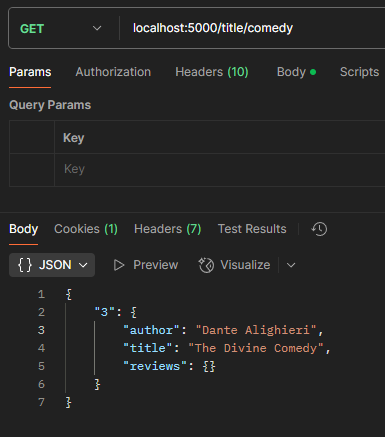 GET localhost:5000/title/comedy
Params Authorization Headers (10) Body Scripts
Query Params
Key
Key
Body Cookies (1) Headers (7) Test Results
{} JSON Preview Visualize
1 {
2 "3": {
3 "author": "Dante Alighieri",
4 "title": "The Divine Comedy",
5 "reviews": {}
6 }
7 }